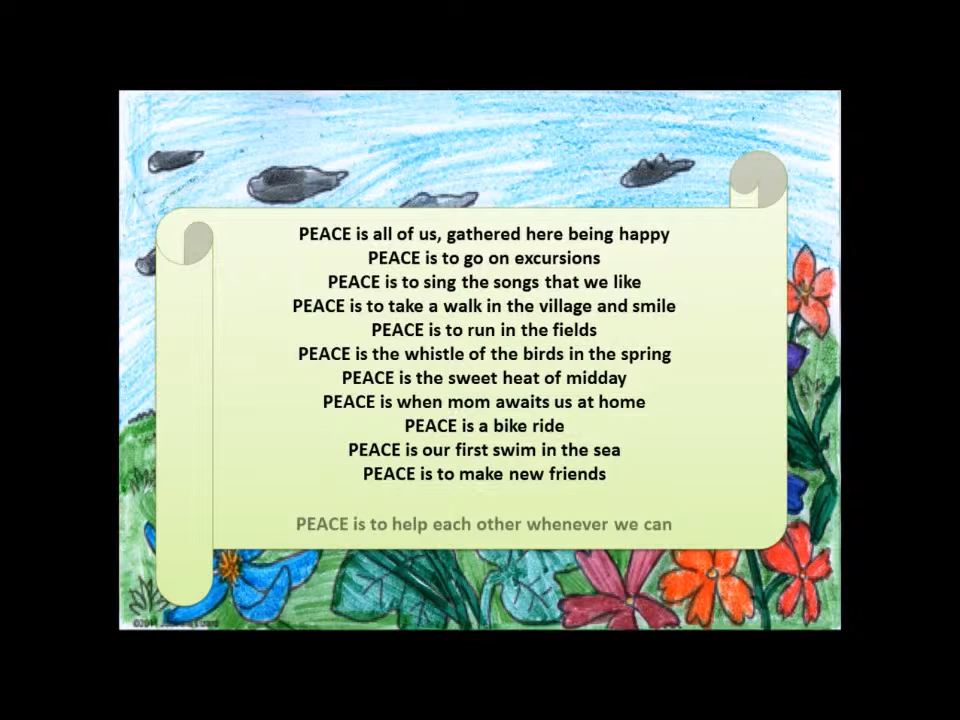 PEACE is all of us, gathered here being happy
PEACE is to go on excursions
PEACE is to sing the songs that we like
PEACE is to take a walk in the village and smile
PEACE is to run in the fields
PEACE is the whistle of the birds in the spring
PEACE is the sweet heat of midday
PEACE is when mom awaits us at home
PEACE is a bike ride
PEACE is our first swim in the sea
PEACE is to make new friends
PEACE is to help each other whenever we can